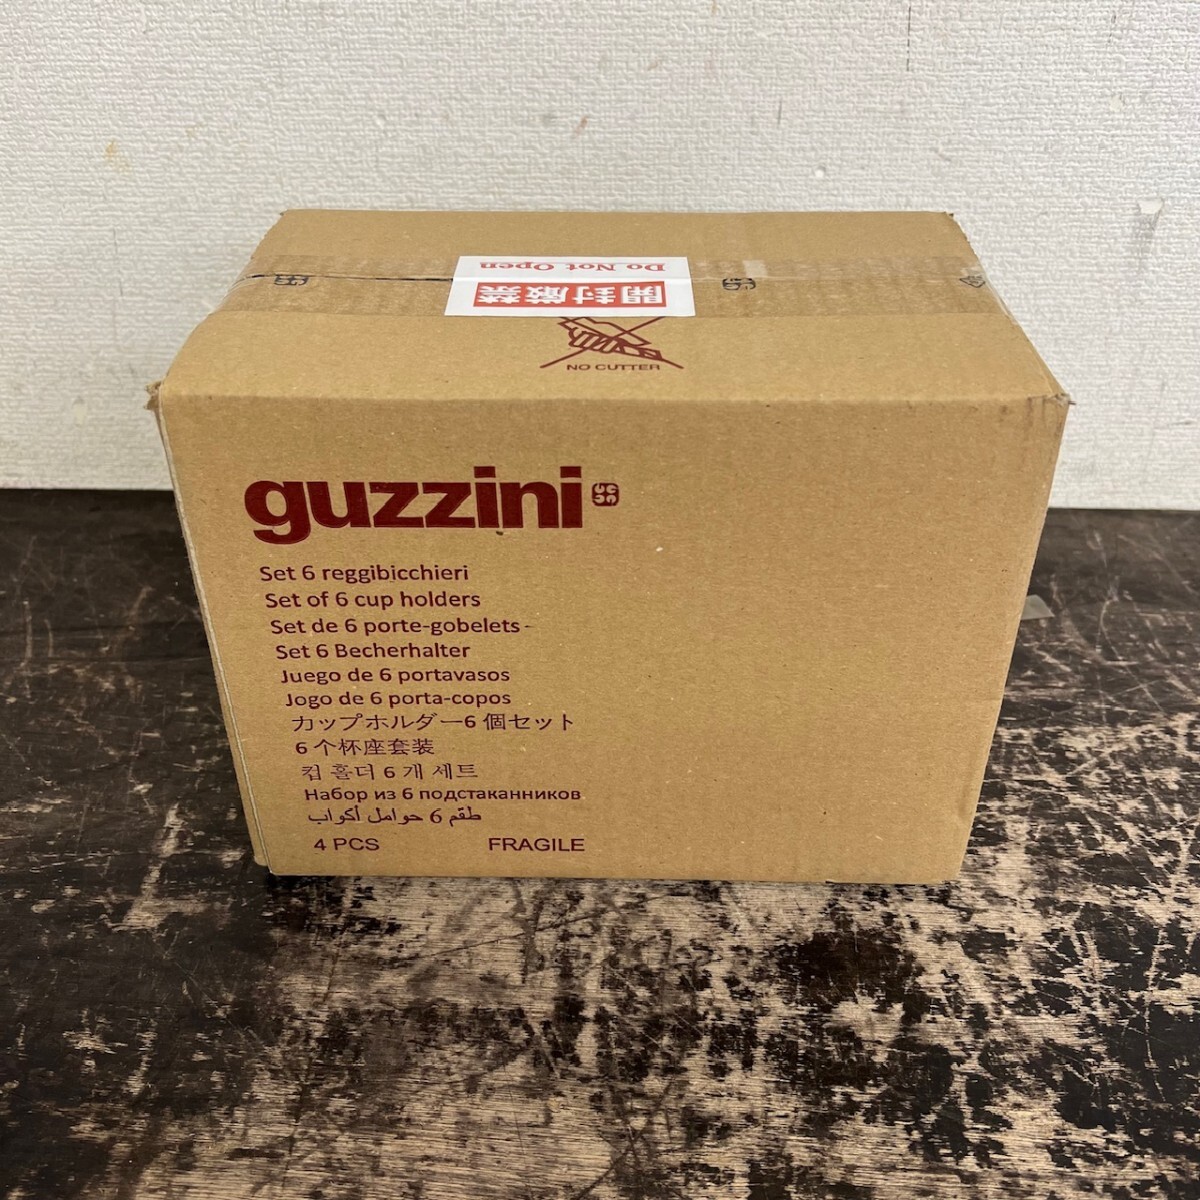 Do Not Open
開封厳禁
NO CUTTER
guzzini
Set 6 reggibicchieri
Set of 6 cup holders
Set de 6 porte-gobelets
Set 6 Becherhalter
Juego de 6 portavasos
Jogo de 6 porta-copos
カップホルダー6 個セット
6 个杯座套装
컵 홀더 6 개 세트
Набор из 6 подстаканников
طقم 6 حوامل أكواب
4 PCS FRAGILE